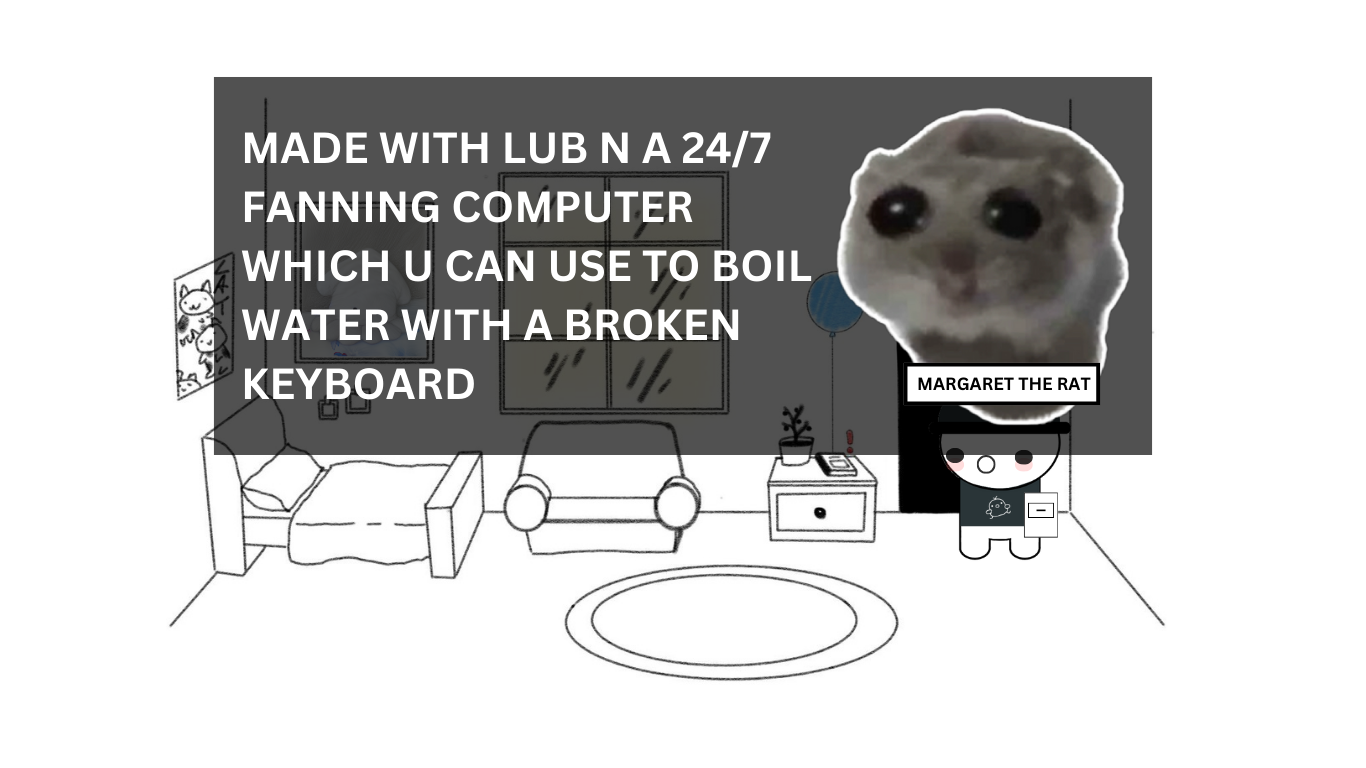 MADE WITH LUB N A 24/7
FANNING COMPUTER
WHICH U CAN USE TO BOIL
WATER WITH A BROKEN
KEYBOARD
MARGARET THE RAT
!